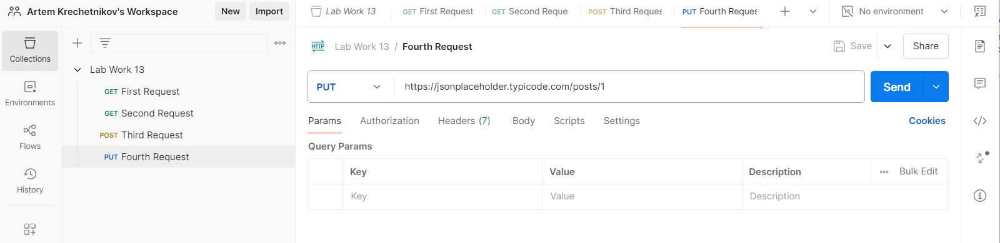 Artem Krechetnikov's Workspace
New
Import
Lab Work 13
GET First Request
GET Second Reque
POST Third Reques
PUT Fourth Reques
No environment
Collections
Environments
Flows
History
Lab Work 13
GET First Request
GET Second Request
POST Third Request
PUT Fourth Request
HTTP
Lab Work 13 / Fourth Request
Save
Share
PUT
https://jsonplaceholder.typicode.com/posts/1
Send
Params
Authorization
Headers (7)
Body
Scripts
Settings
Cookies
Query Params
Key
Value
Description
Bulk Edit
Key
Value
Description